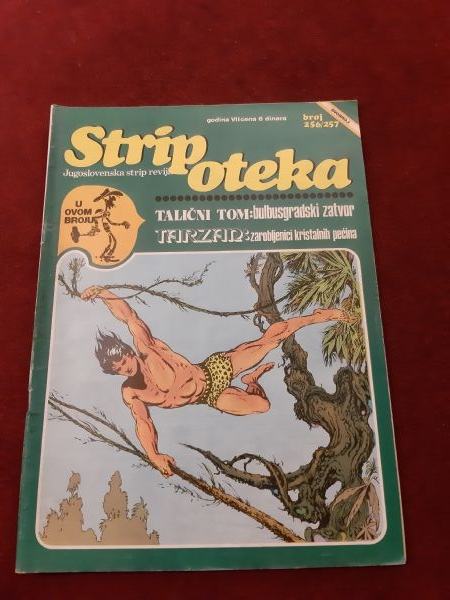 godina VII cena 6 dinara
broj
256/257
Strip
oteka
Jugoslovenska strip revija
U
OVOM
BROJU
TALIČNI TOM: bulbusgradski zatvor
TARZAN: zarobljenici kristalnih pećina